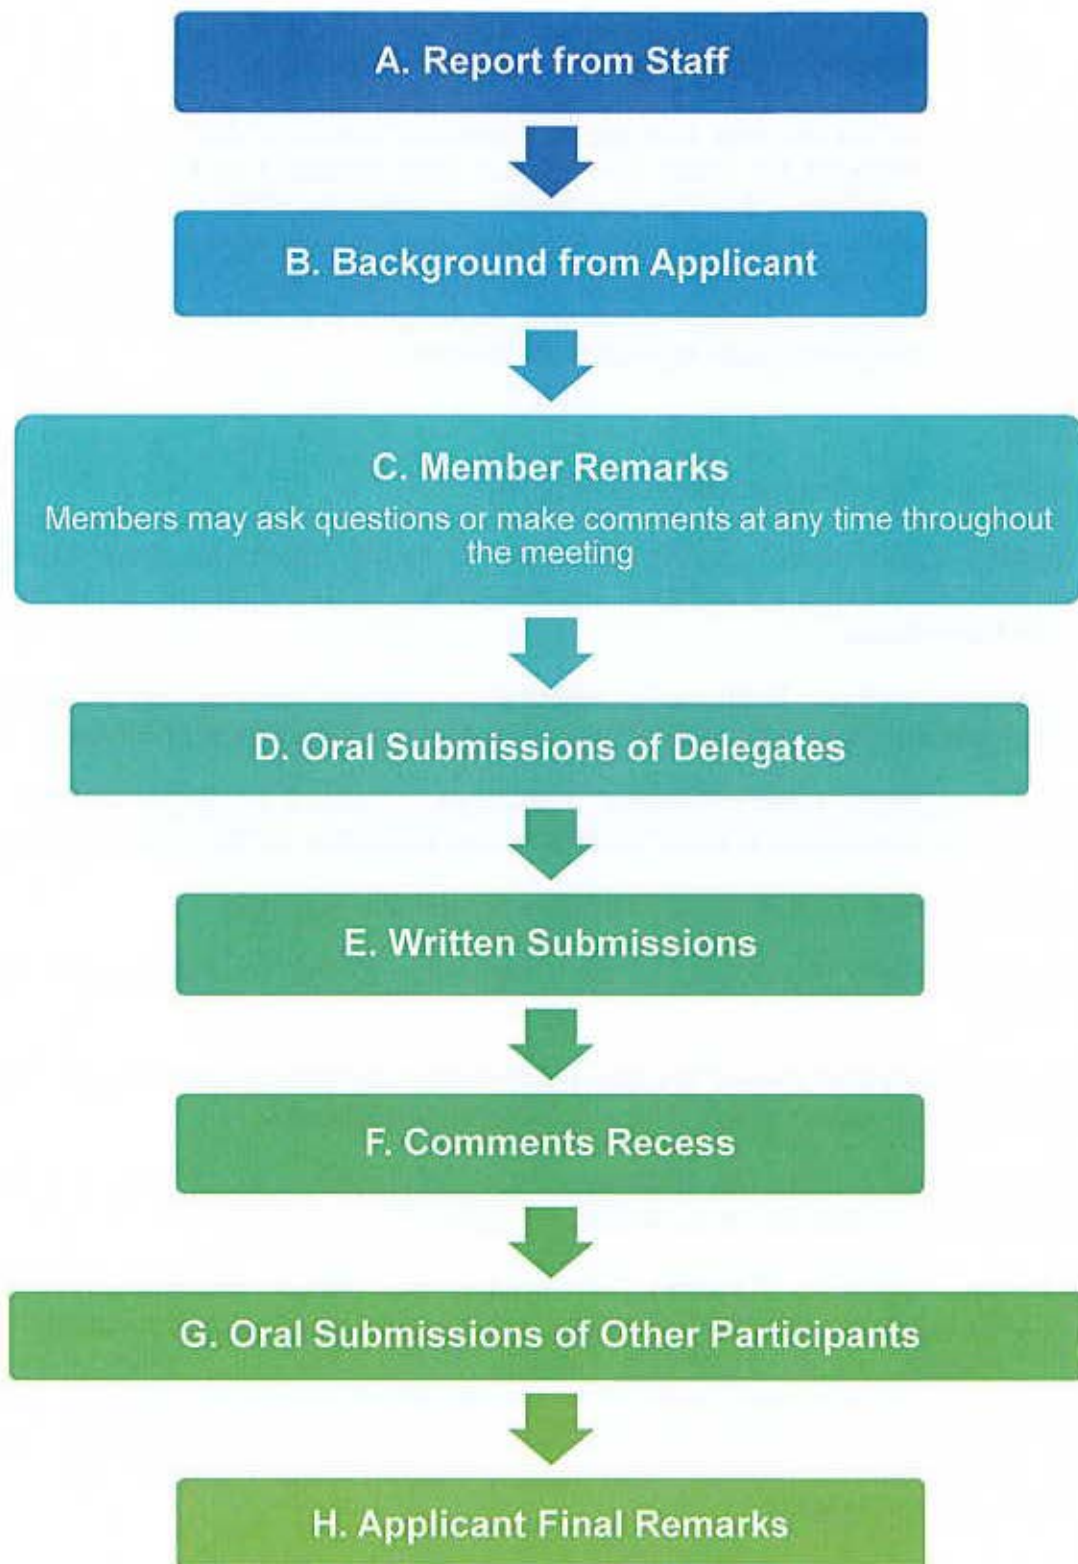 A. Report from Staff
B. Background from Applicant
C. Member Remarks
Members may ask questions or make comments at any time throughout
the meeting
D. Oral Submissions of Delegates
E. Written Submissions
F. Comments Recess
G. Oral Submissions of Other Participants
H. Applicant Final Remarks